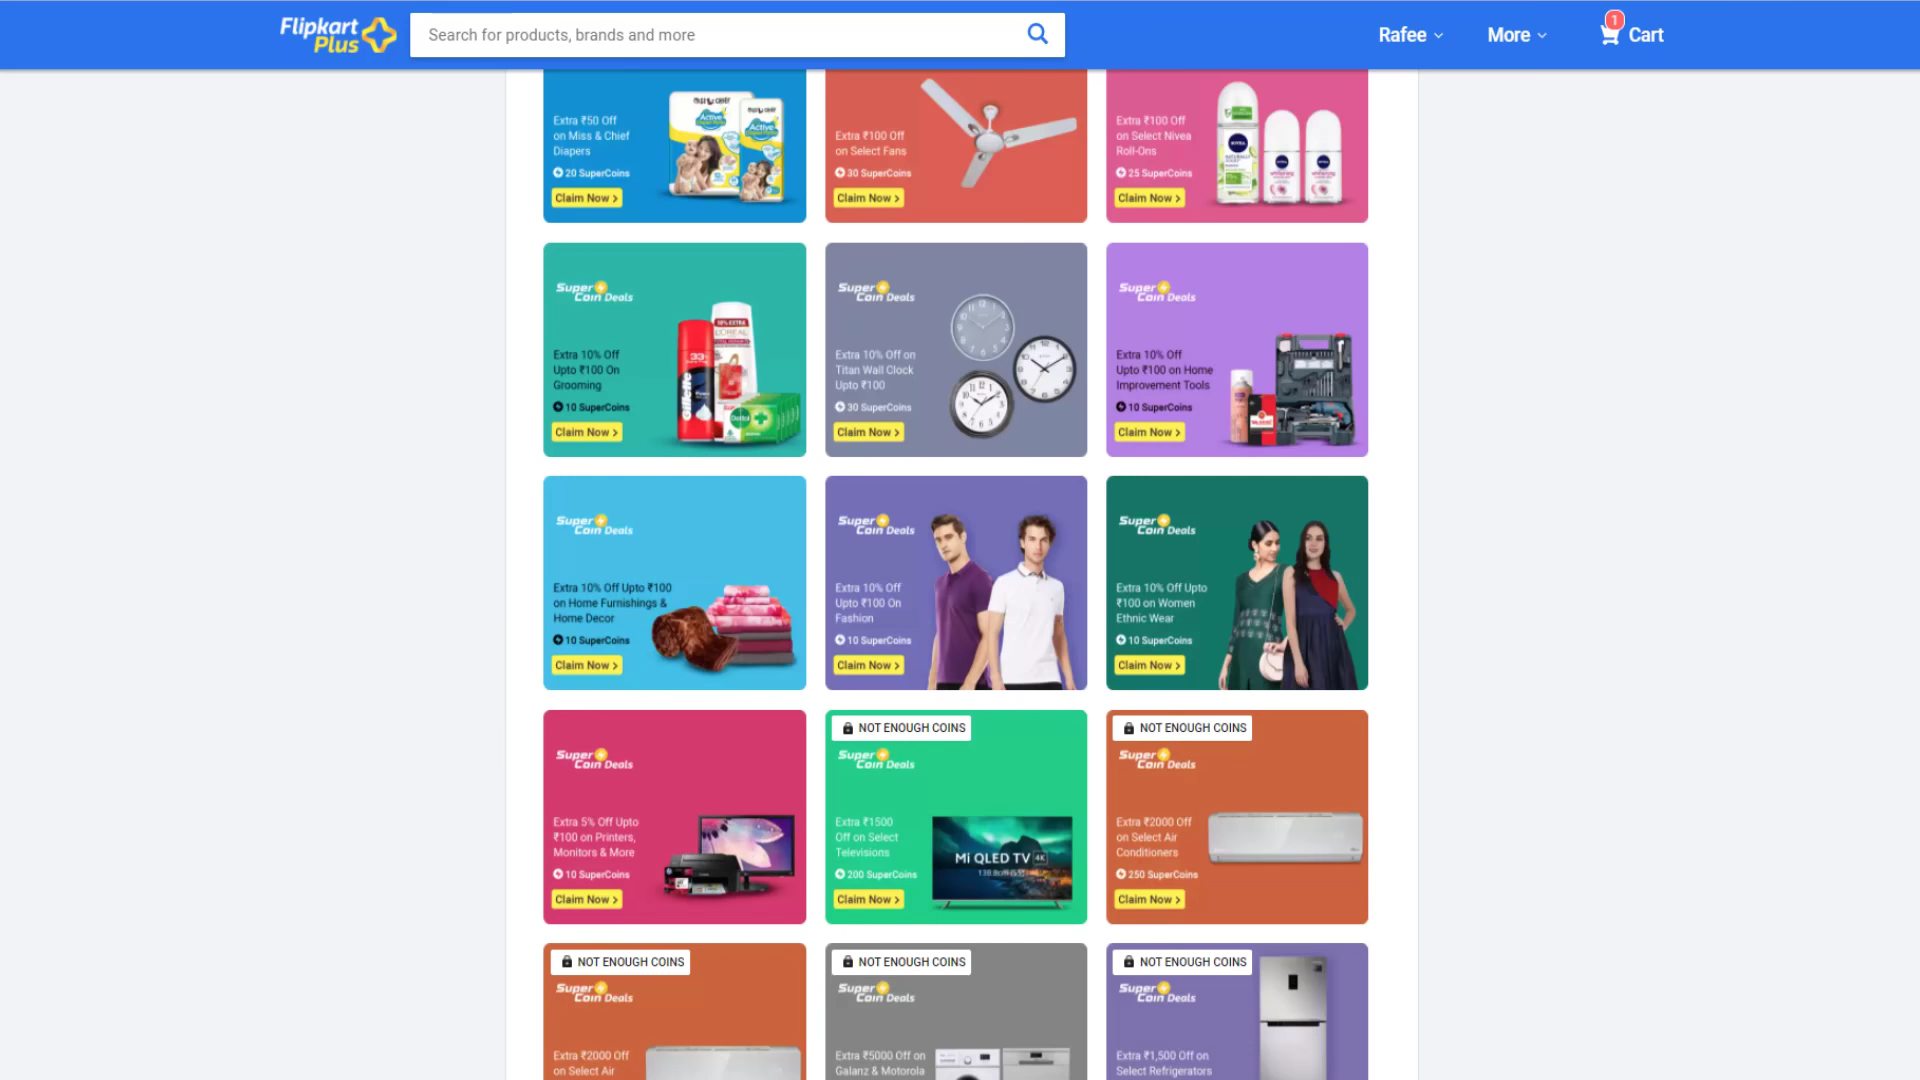 Flipkart
Plus
Search for products, brands and more
Rafee
More
1
Cart
Extra ₹50 Off
on Miss & Chief
Diapers
20 SuperCoins
Claim Now >
Extra ₹100 Off
on Select Fans
30 SuperCoins
Claim Now >
Extra ₹100 Off
on Select Nivea
Roll-Ons
25 SuperCoins
Claim Now >
Super
Coin Deals
Extra 10% Off
Upto ₹100 On
Grooming
10 SuperCoins
Claim Now >
Super
Coin Deals
Extra 10% Off on
Titan Wall Clock
Upto ₹100
30 SuperCoins
Claim Now >
Super
Coin Deals
Extra 10% Off
Upto ₹100 on Home
Improvement Tools
10 SuperCoins
Claim Now >
Super
Coin Deals
Extra 10% Off Upto ₹100
on Home Furnishings &
Home Decor
10 SuperCoins
Claim Now >
Super
Coin Deals
Extra 10% Off
Upto ₹100 On
Fashion
10 SuperCoins
Claim Now >
Super
Coin Deals
Extra 10% Off Upto
₹100 on Women
Ethnic Wear
10 SuperCoins
Claim Now >
Super
Coin Deals
Extra 5% Off Upto
₹100 on Printers,
Monitors & More
10 SuperCoins
Claim Now >
NOT ENOUGH COINS
Super
Coin Deals
Extra ₹1500
Off on Select
Televisions
200 SuperCoins
Claim Now >
Mi QLED TV 4K
NOT ENOUGH COINS
Super
Coin Deals
Extra ₹2000 Off
on Select Air
Conditioners
250 SuperCoins
Claim Now >
NOT ENOUGH COINS
Super
Coin Deals
Extra ₹2000 Off
on Select Air
NOT ENOUGH COINS
Super
Coin Deals
Extra ₹5000 Off on
Galanz & Motorola
NOT ENOUGH COINS
Super
Coin Deals
Extra ₹1,500 Off on
Select Refrigerators